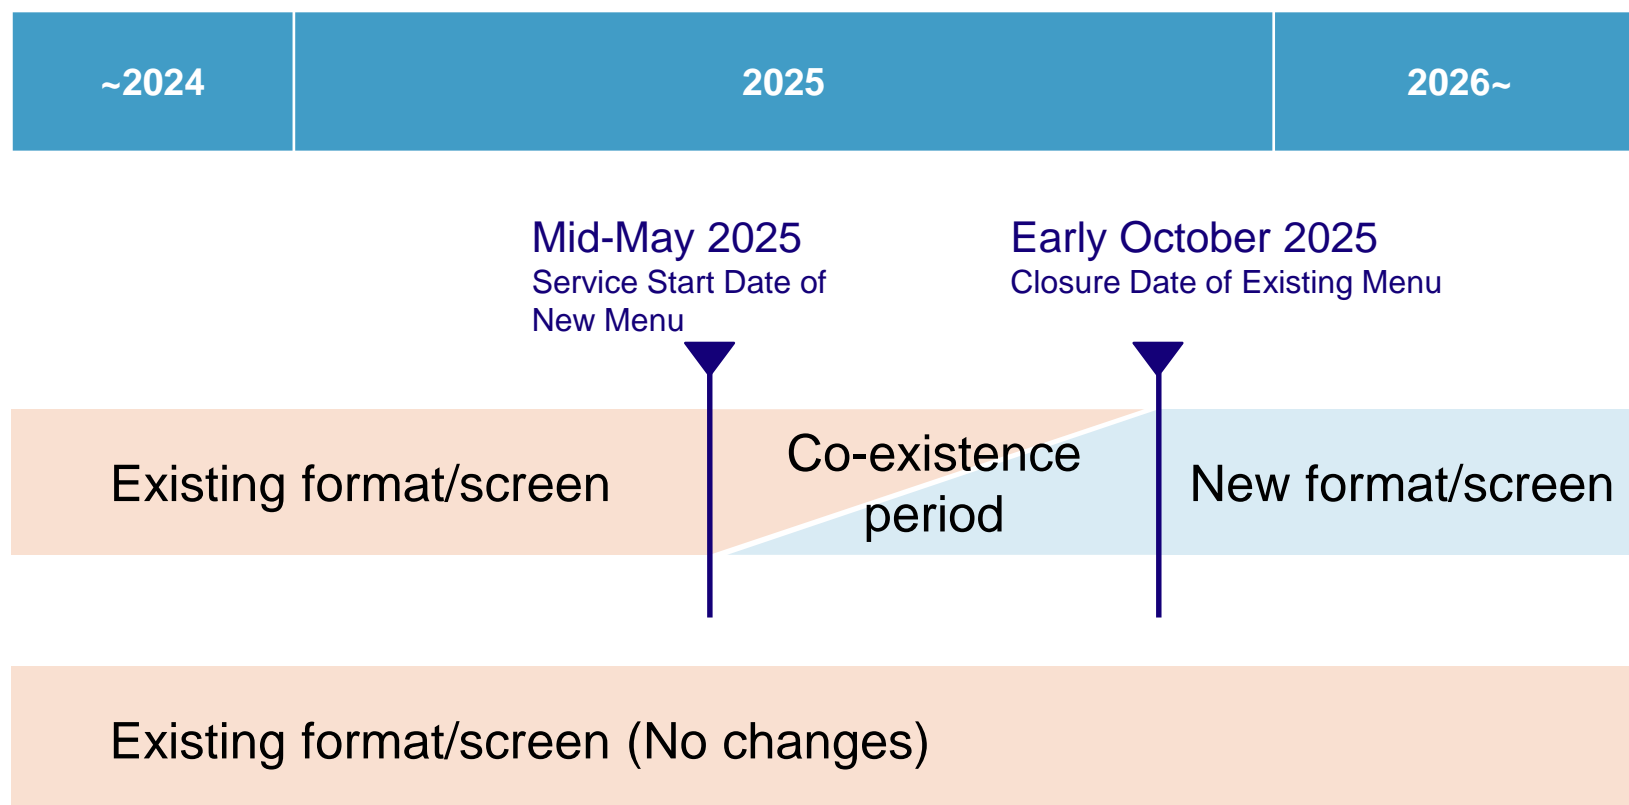 ~2024
2025
2026~
Mid-May 2025
Service Start Date of
New Menu
Early October 2025
Closure Date of Existing Menu
Existing format/screen
Co-existence
period
New format/screen
Existing format/screen (No changes)